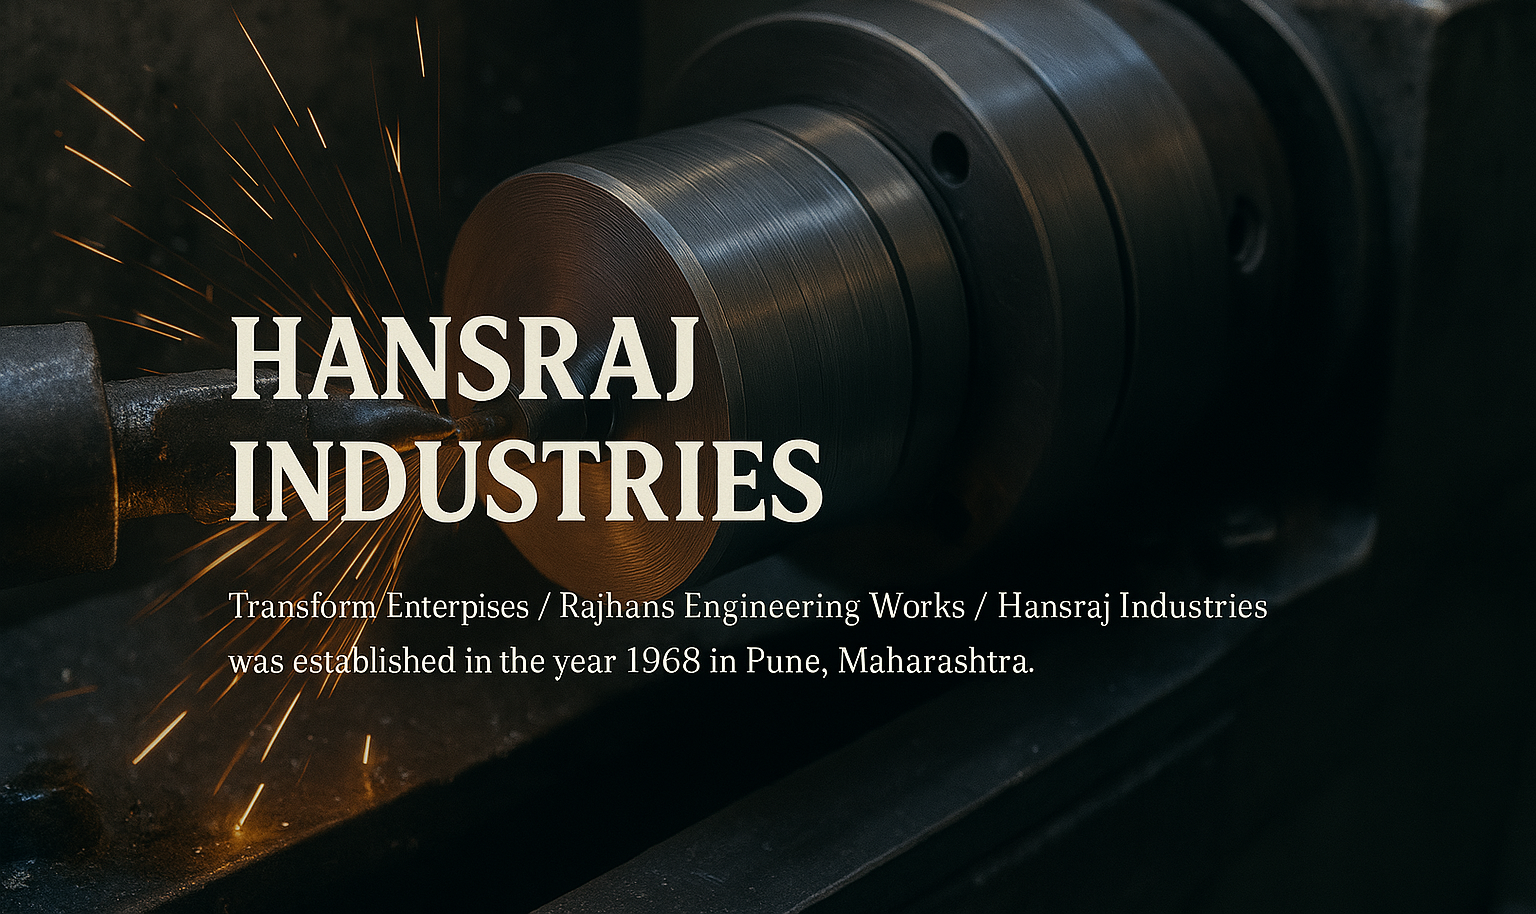 HANSRAJ
INDUSTRIES
Transform Enterpises / Rajhans Engineering Works / Hansraj Industries
was established in the year 1968 in Pune, Maharashtra.